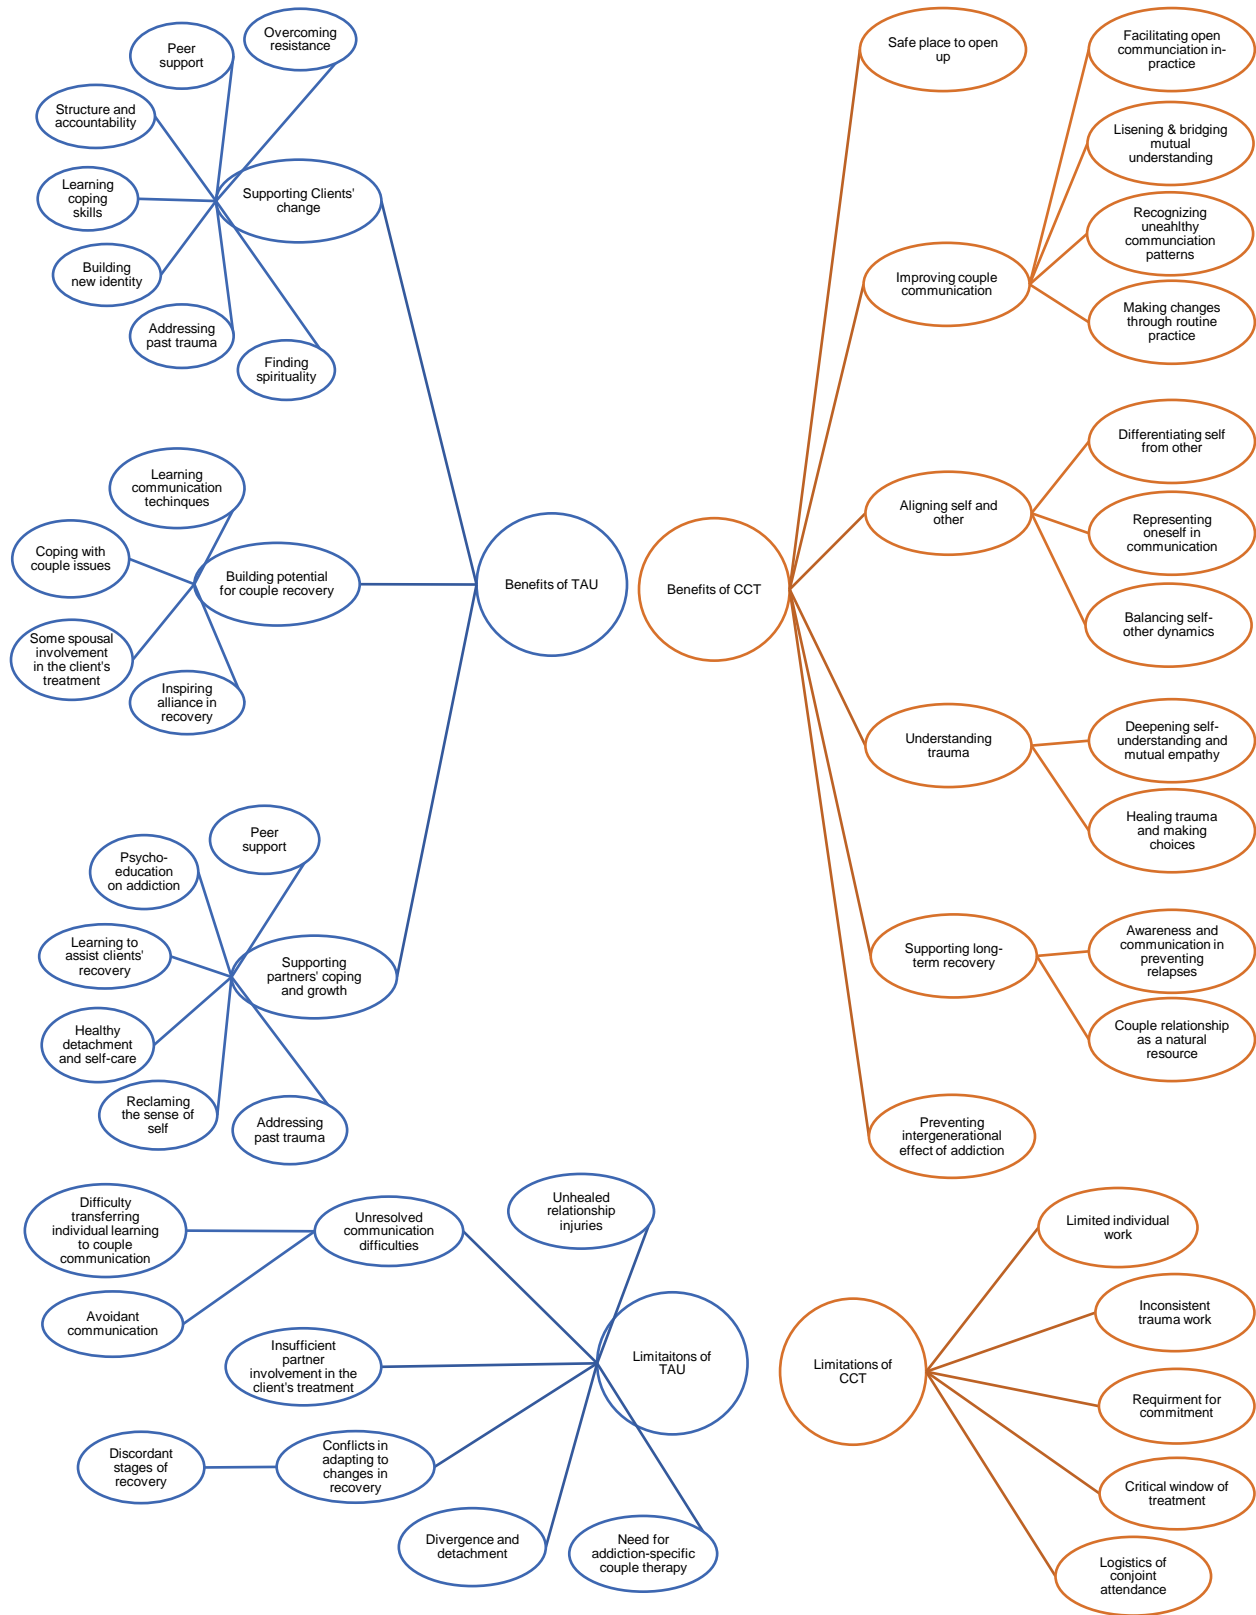 Overcoming
resistance
Peer
support
Structure and
accountability
Learning
coping
skills
Supporting Clients'
change
Building
new identity
Addressing
past trauma
Finding
spirituality
Learning
communication
techinques
Coping with
couple issues
Building potential
for couple recovery
Some spousal
involvement
in the client's
treatment
Inspiring
alliance in
recovery
Benefits of TAU
Peer
support
Psycho-
education
on addiction
Learning to
assist clients'
recovery
Supporting
partners' coping
and growth
Healthy
detachment
and self-care
Reclaming
the sense of
self
Addressing
past trauma
Safe place to open
up
Facilitating open
communciation in-
practice
Lisening & bridging
mutual
understanding
Recognizing
uneahlthy
communciation
patterns
Improving couple
communication
Making changes
through routine
practice
Differentiating self
from other
Aligning self and
other
Representing
oneself in
communication
Balancing self-
other dynamics
Benefits of CCT
Understanding
trauma
Deepening self-
understanding and
mutual empathy
Healing trauma
and making
choices
Supporting long-
term recovery
Awareness and
communication in
preventing
relapses
Couple relationship
as a natural
resource
Preventing
intergenerational
effect of addiction
Difficulty
transferring
individual learning
to couple
communication
Unresolved
communication
difficulties
Unhealed
relationship
injuries
Avoidant
communication
Insufficient
partner
involvement in the
client's treatment
Limitaitons of
TAU
Discordant
stages of
recovery
Conflicts in
adapting to
changes in
recovery
Divergence and
detachment
Need for
addiction-specific
couple therapy
Limited individual
work
Inconsistent
trauma work
Limitations of
CCT
Requirment for
commitment
Critical window of
treatment
Logistics of
conjoint
attendance